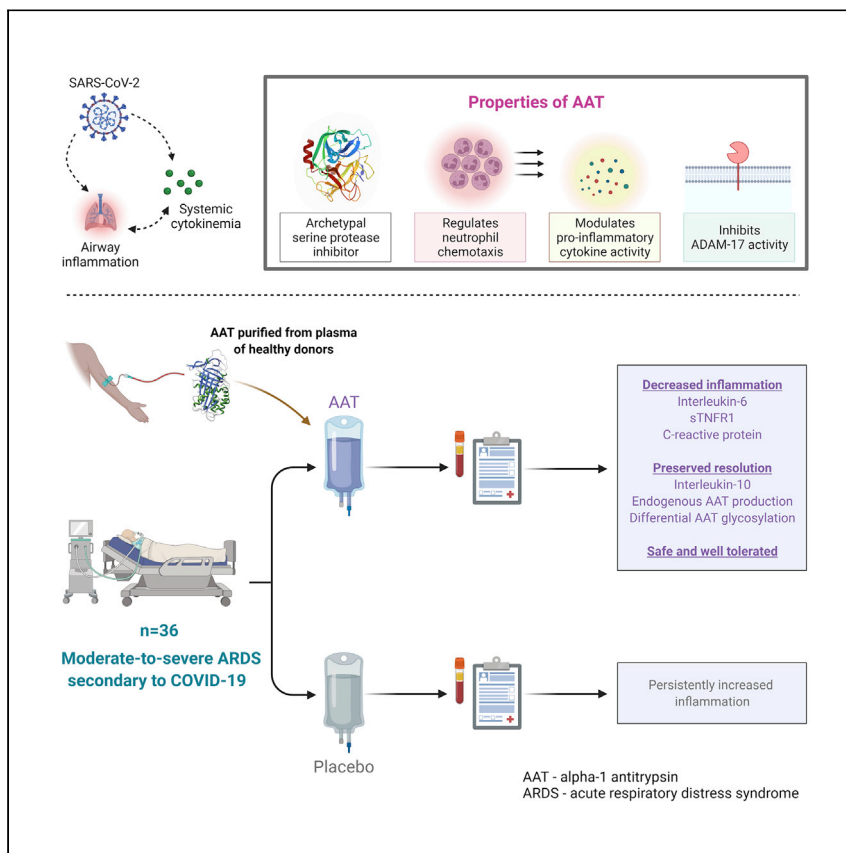 SARS-CoV-2
Systemic
cytokinemia
Airway
inflammation
Properties of AAT
Archetypal
serine protease
inhibitor
Regulates
neutrophil
chemotaxis
Modulates
pro-inflammatory
cytokine activity
Inhibits
ADAM-17 activity
AAT purified from plasma
of healthy donors
AAT
Decreased inflammation
Interleukin-6
sTNFR1
C-reactive protein
Preserved resolution
Interleukin-10
Endogenous AAT production
Differential AAT glycosylation
Safe and well tolerated
n=36
Moderate-to-severe ARDS
secondary to COVID-19
Placebo
Persistently increased
inflammation
AAT - alpha-1 antitrypsin
ARDS - acute respiratory distress syndrome